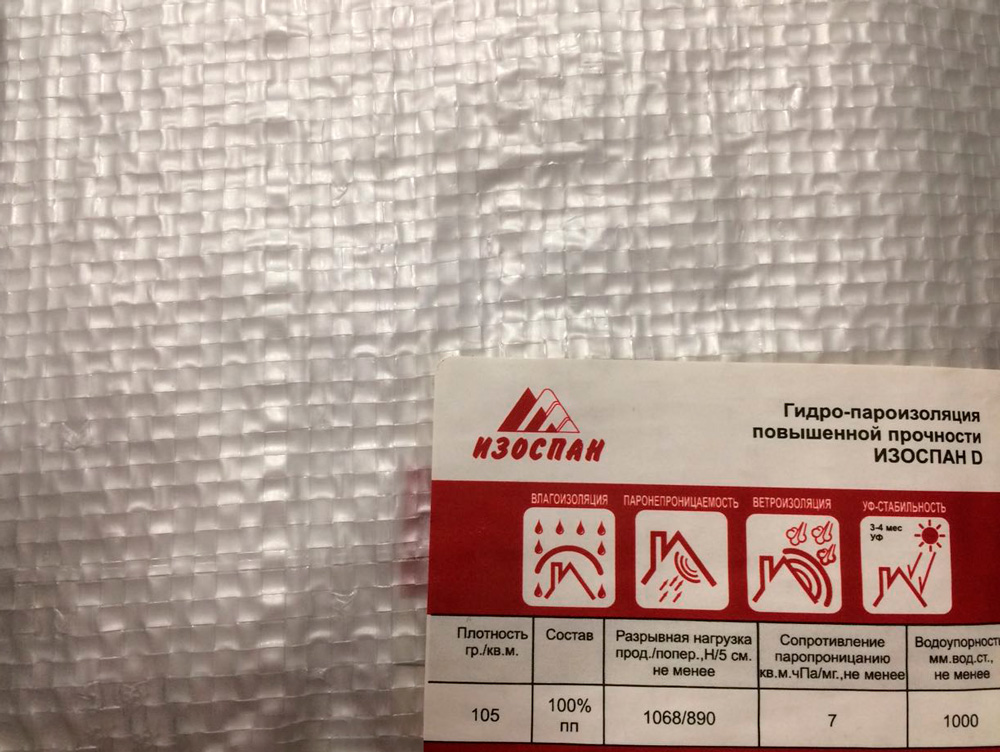 ИЗОСПАН
Гидро-пароизоляция
повышенной прочности
ИЗОСПАН D
ВЛАГОИЗОЛЯЦИЯ
ПАРОНЕПРОНИЦАЕМОСТЬ
ВЕТРОИЗОЛЯЦИЯ
УФ-СТАБИЛЬНОСТЬ
3-4 мес
УФ
Плотность
гр./кв.м.
Состав
Разрывная нагрузка
прод./попер.,Н/5 см.
не менее
Сопротивление
паропроницанию
кв.м.чПа/мг.,не менее
Водоупорность
мм.вод.ст.,
не менее
105
100%
пп
1068/890
7
1000